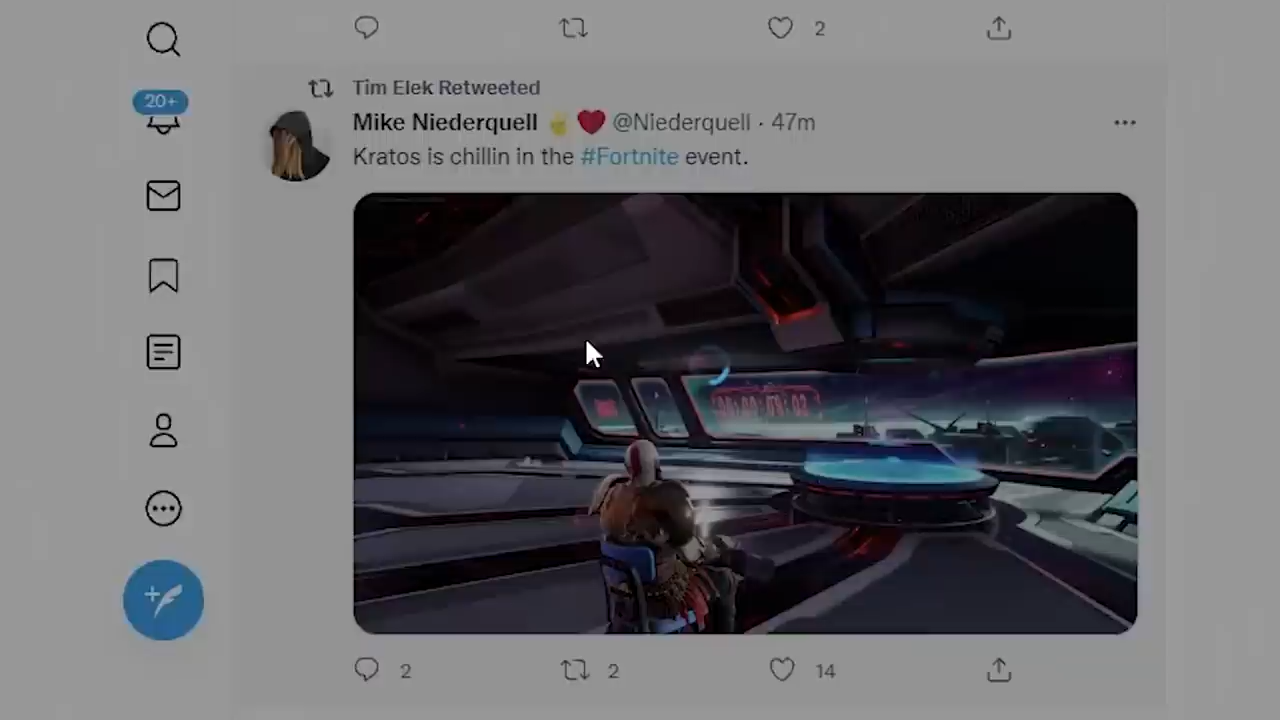 2
20+
Tim Elek Retweeted
Mike Niederquell ✌️❤️ @Niederquell · 47m
Kratos is chillin in the #Fortnite event.
2 2 14